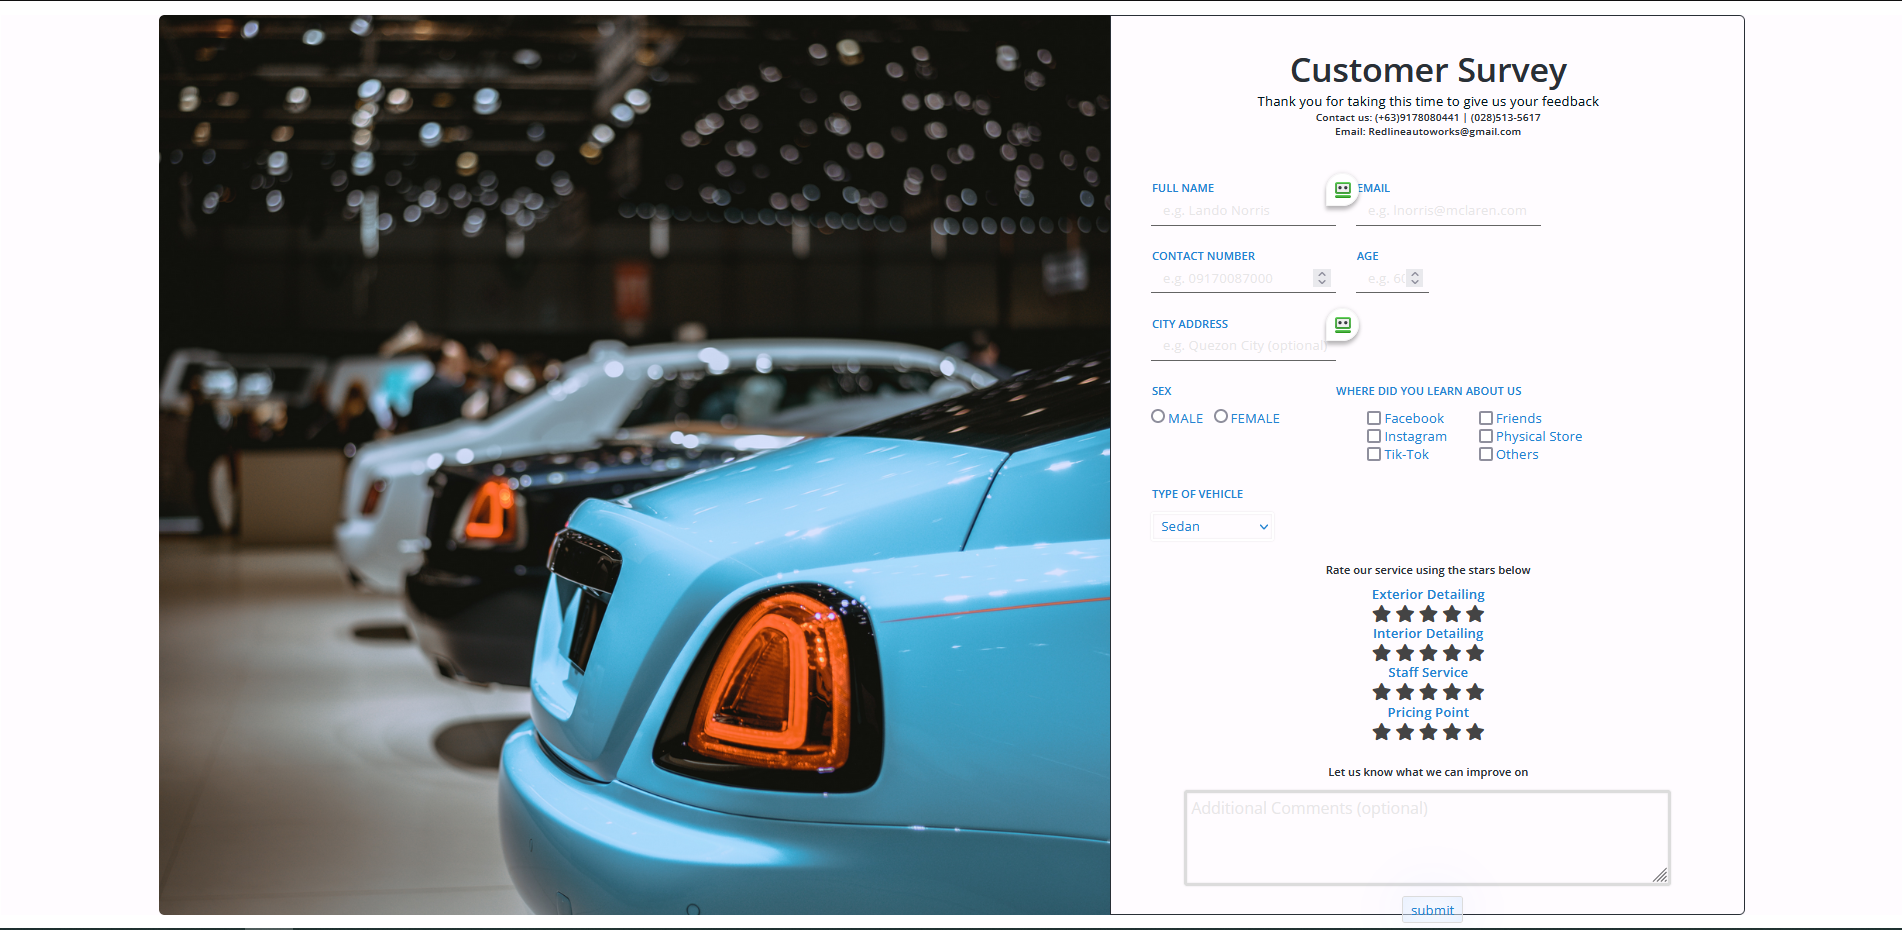 Customer Survey
Thank you for taking this time to give us your feedback
Contact us: (+63)9178080441 | (028)513-5617
Email: Redlineautoworks@gmail.com
FULL NAME
EMAIL
e.g. Lando Norris
e.g. lnorris@mclaren.com
CONTACT NUMBER
AGE
e.g. 09170087000
e.g. 60
CITY ADDRESS
e.g. Quezon City (optional)
SEX
WHERE DID YOU LEARN ABOUT US
MALE FEMALE
Facebook Friends
Instagram Physical Store
Tik-Tok Others
TYPE OF VEHICLE
Sedan
Rate our service using the stars below
Exterior Detailing
Interior Detailing
Staff Service
Pricing Point
Let us know what we can improve on
Additional Comments (optional)
submit